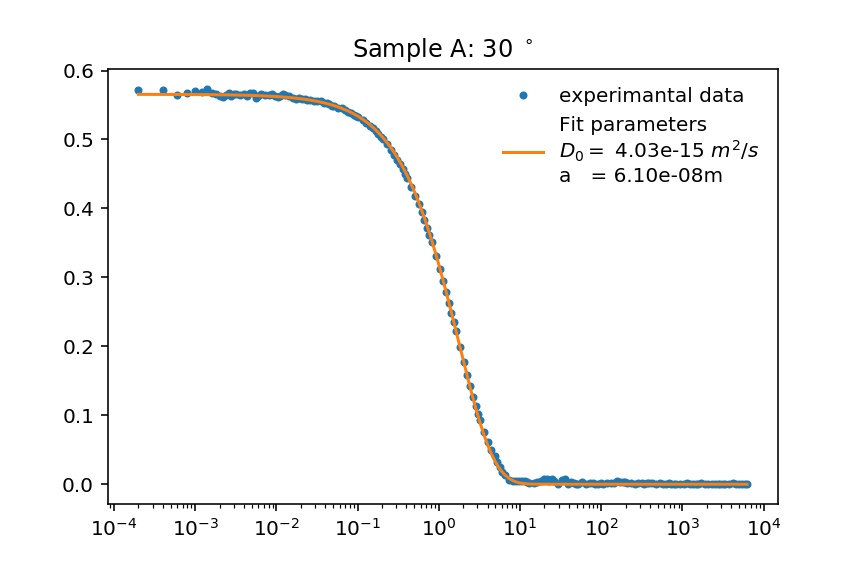 Sample A: 30 °
0.6
0.5
0.4
0.3
0.2
0.1
0.0
experimantal data
Fit parameters
D₀ = 4.03e-15 m²/s
a = 6.10e-08m
10⁻⁴ 10⁻³ 10⁻² 10⁻¹ 10⁰ 10¹ 10² 10³ 10⁴